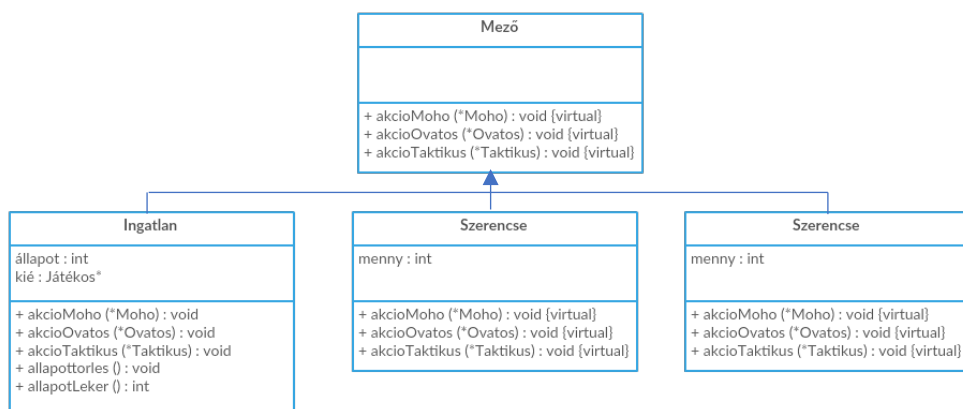 Mező
+ akcioMoho (*Moho) : void {virtual}
+ akcioOvatos (*Ovatos) : void {virtual}
+ akcioTaktikus (*Taktikus) : void {virtual}
Ingatlan
állapot : int
kié : Játékos*
+ akcioMoho (*Moho) : void
+ akcioOvatos (*Ovatos) : void
+ akcioTaktikus (*Taktikus) : void
+ allapottorles () : void
+ allapotLeker () : int
Szerencse
menny : int
+ akcioMoho (*Moho) : void {virtual}
+ akcioOvatos (*Ovatos) : void {virtual}
+ akcioTaktikus (*Taktikus) : void {virtual}
Szerencse
menny : int
+ akcioMoho (*Moho) : void {virtual}
+ akcioOvatos (*Ovatos) : void {virtual}
+ akcioTaktikus (*Taktikus) : void {virtual}